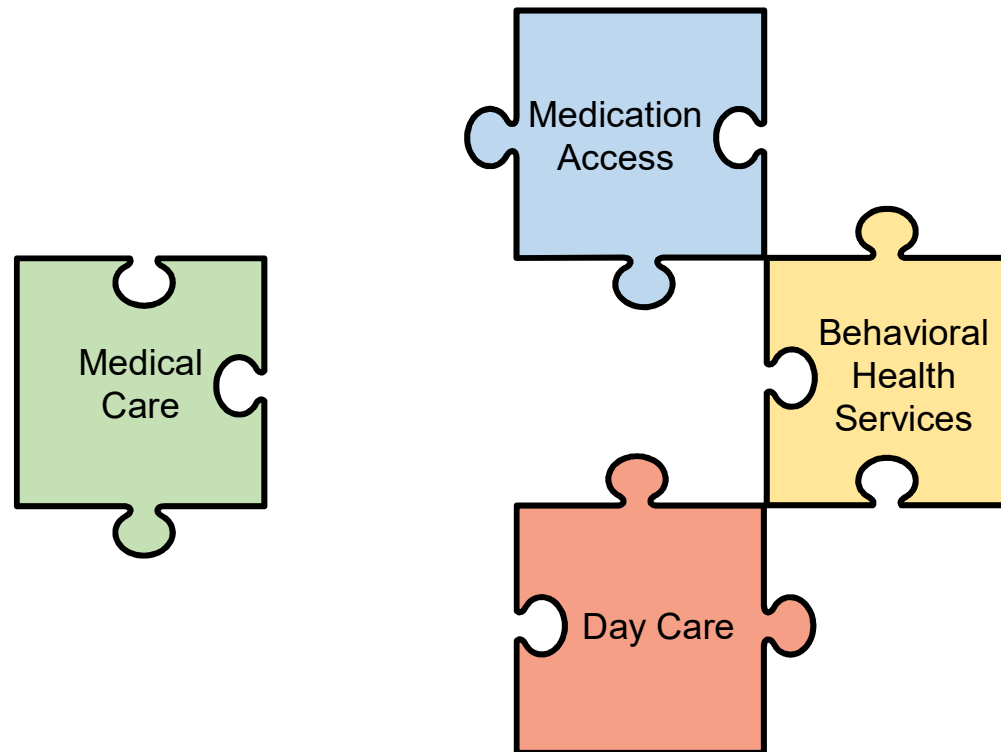 Medication
Access
Medical
Care
Behavioral
Health
Services
Day Care